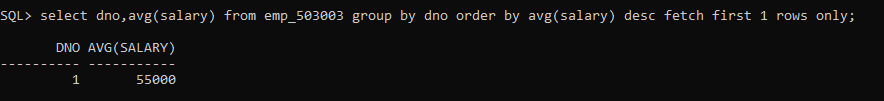 SQL> select dno,avg(salary) from emp_503003 group by dno order by avg(salary) desc fetch first 1 rows only;
       DNO AVG(SALARY)
---------- -----------
         1       55000